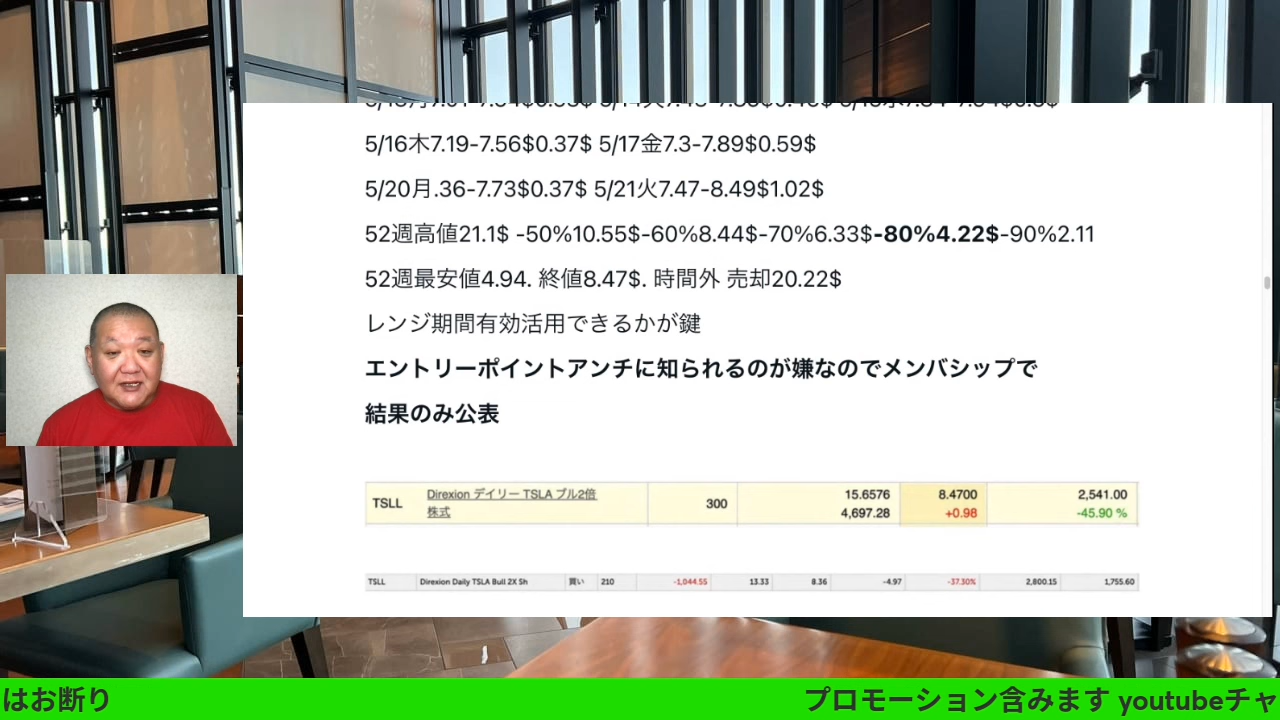 5/16木7.19-7.56$0.37$ 5/17金7.3-7.89$0.59$
5/20月.36-7.73$0.37$ 5/21火7.47-8.49$1.02$
52週高値21.1$ -50%10.55$-60%8.44$-70%6.33$-80%4.22$-90%2.11
52週最安値4.94. 終値8.47$. 時間外 売却20.22$
レンジ期間有効活用できるかが鍵
エントリーポイントアンチに知られるのが嫌なのでメンバシップで
結果のみ公表
TSLL Direxion デイリー TSLA ブル2倍 300 15.6576 8.4700 2,541.00
株式 4,697.28 +0.98 -45.90 %
TSLL Direxion Daily TSLA Bull 2X Sh 買い 210 -1,044.55 13.33 8.36 -4.97 -37.30% 2,800.15 1,755.60
はお断り プロモーション含みます youtubeチャ